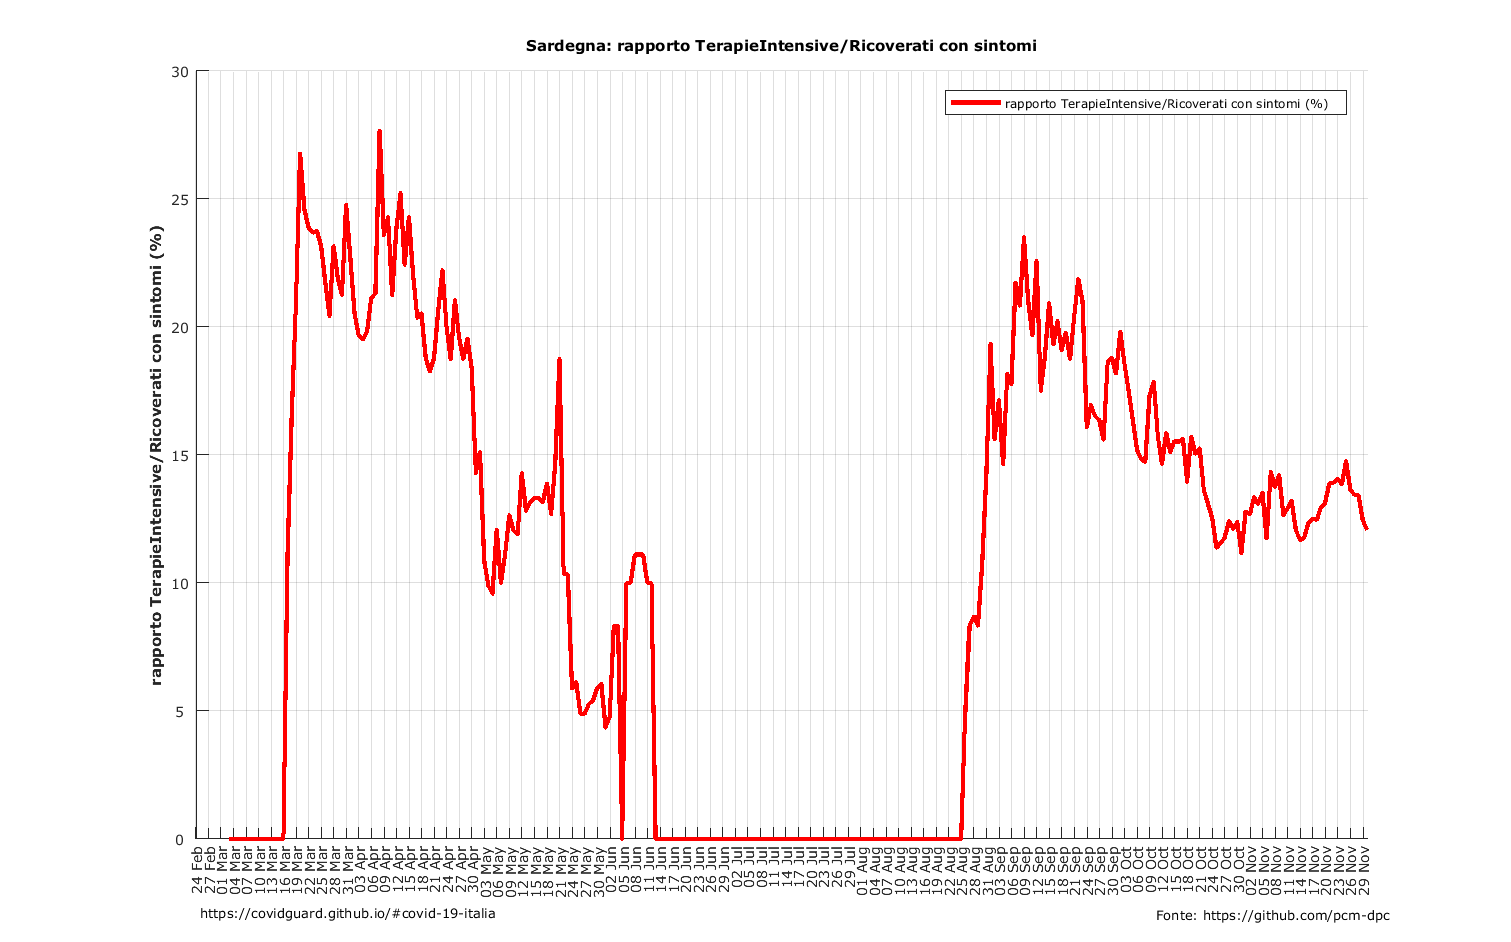 Sardegna: rapporto TerapieIntensive/Ricoverati con sintomi
rapporto TerapieIntensive/Ricoverati con sintomi (%)
rapporto TerapieIntensive/Ricoverati con sintomi (%)
30
25
20
15
10
5
0
24 Feb
27 Feb
01 Mar
04 Mar
07 Mar
10 Mar
13 Mar
16 Mar
19 Mar
22 Mar
25 Mar
28 Mar
31 Mar
03 Apr
06 Apr
09 Apr
12 Apr
15 Apr
18 Apr
21 Apr
24 Apr
27 Apr
30 Apr
03 May
06 May
09 May
12 May
15 May
18 May
21 May
24 May
27 May
30 May
02 Jun
05 Jun
08 Jun
11 Jun
14 Jun
17 Jun
20 Jun
23 Jun
26 Jun
29 Jun
02 Jul
05 Jul
08 Jul
11 Jul
14 Jul
17 Jul
20 Jul
23 Jul
26 Jul
29 Jul
01 Aug
04 Aug
07 Aug
10 Aug
13 Aug
16 Aug
19 Aug
22 Aug
25 Aug
28 Aug
31 Aug
03 Sep
06 Sep
09 Sep
12 Sep
15 Sep
18 Sep
21 Sep
24 Sep
27 Sep
30 Sep
03 Oct
06 Oct
09 Oct
12 Oct
15 Oct
18 Oct
21 Oct
24 Oct
27 Oct
30 Oct
02 Nov
05 Nov
08 Nov
11 Nov
14 Nov
17 Nov
20 Nov
23 Nov
26 Nov
29 Nov
https://covidguard.github.io/#covid-19-italia
Fonte: https://github.com/pcm-dpc